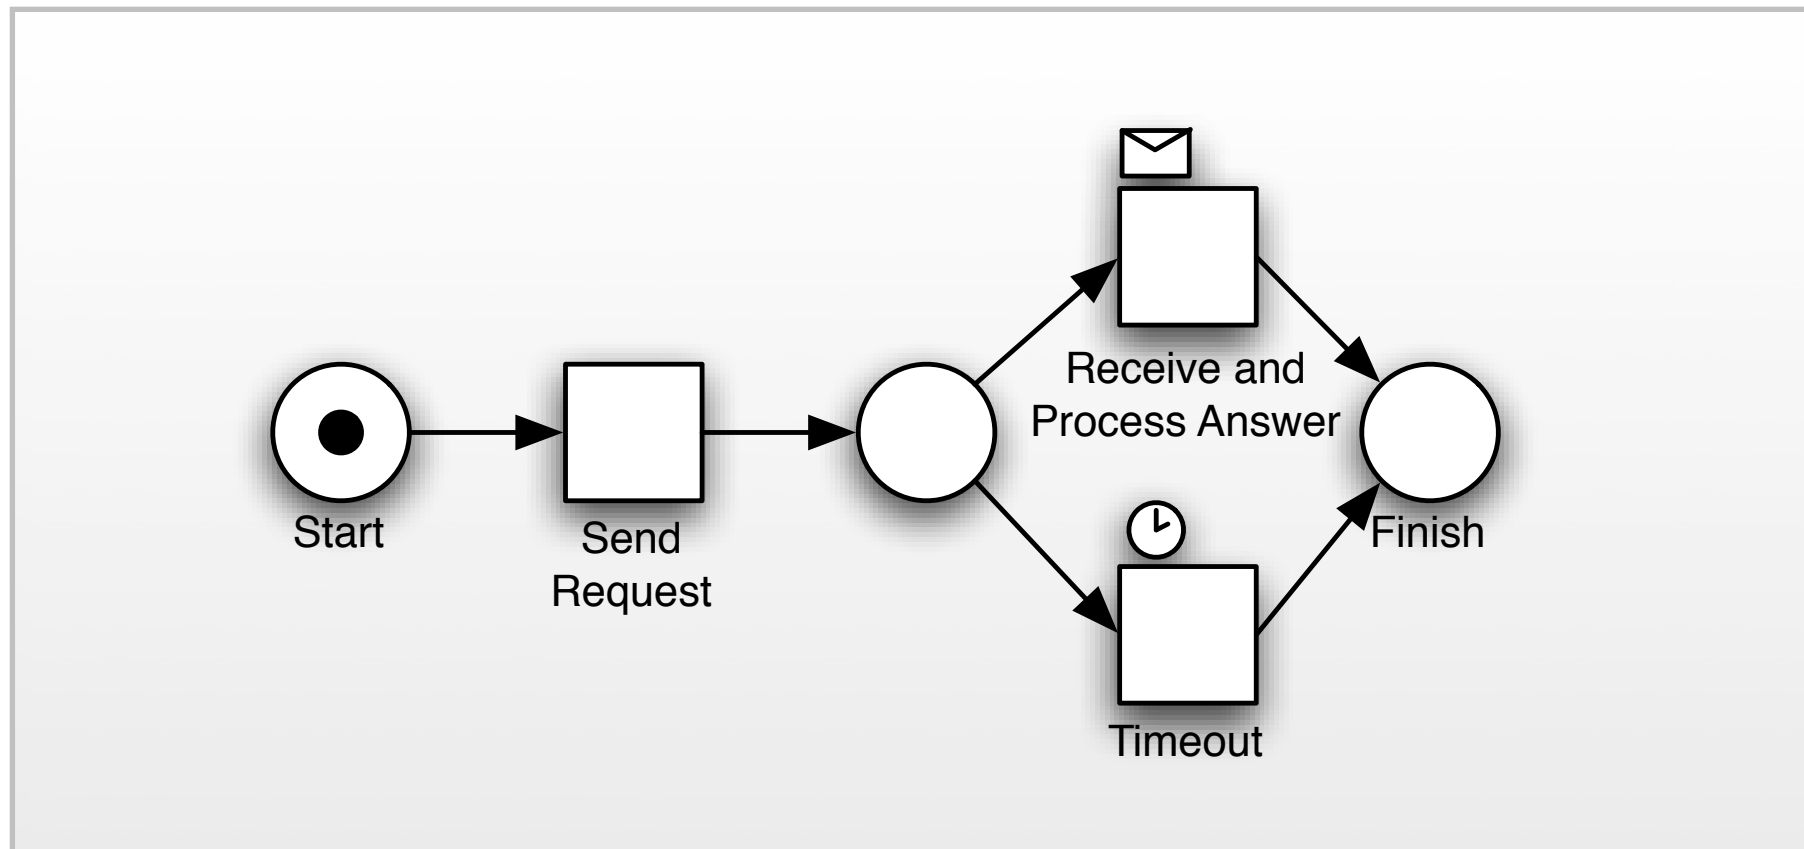 Start
Send
Request
Receive and
Process Answer
Timeout
Finish